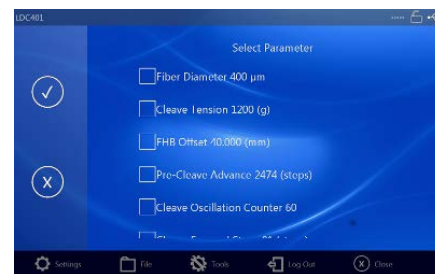 LDC401
Select Parameter
Fiber Diameter 400 µm
Cleave Tension 1200 (g)
FHB Offset 40.000 (mm)
Pre-Cleave Advance 2474 (steps)
Cleave Oscillation Counter 60
Settings
File
Tools
Log Out
Close